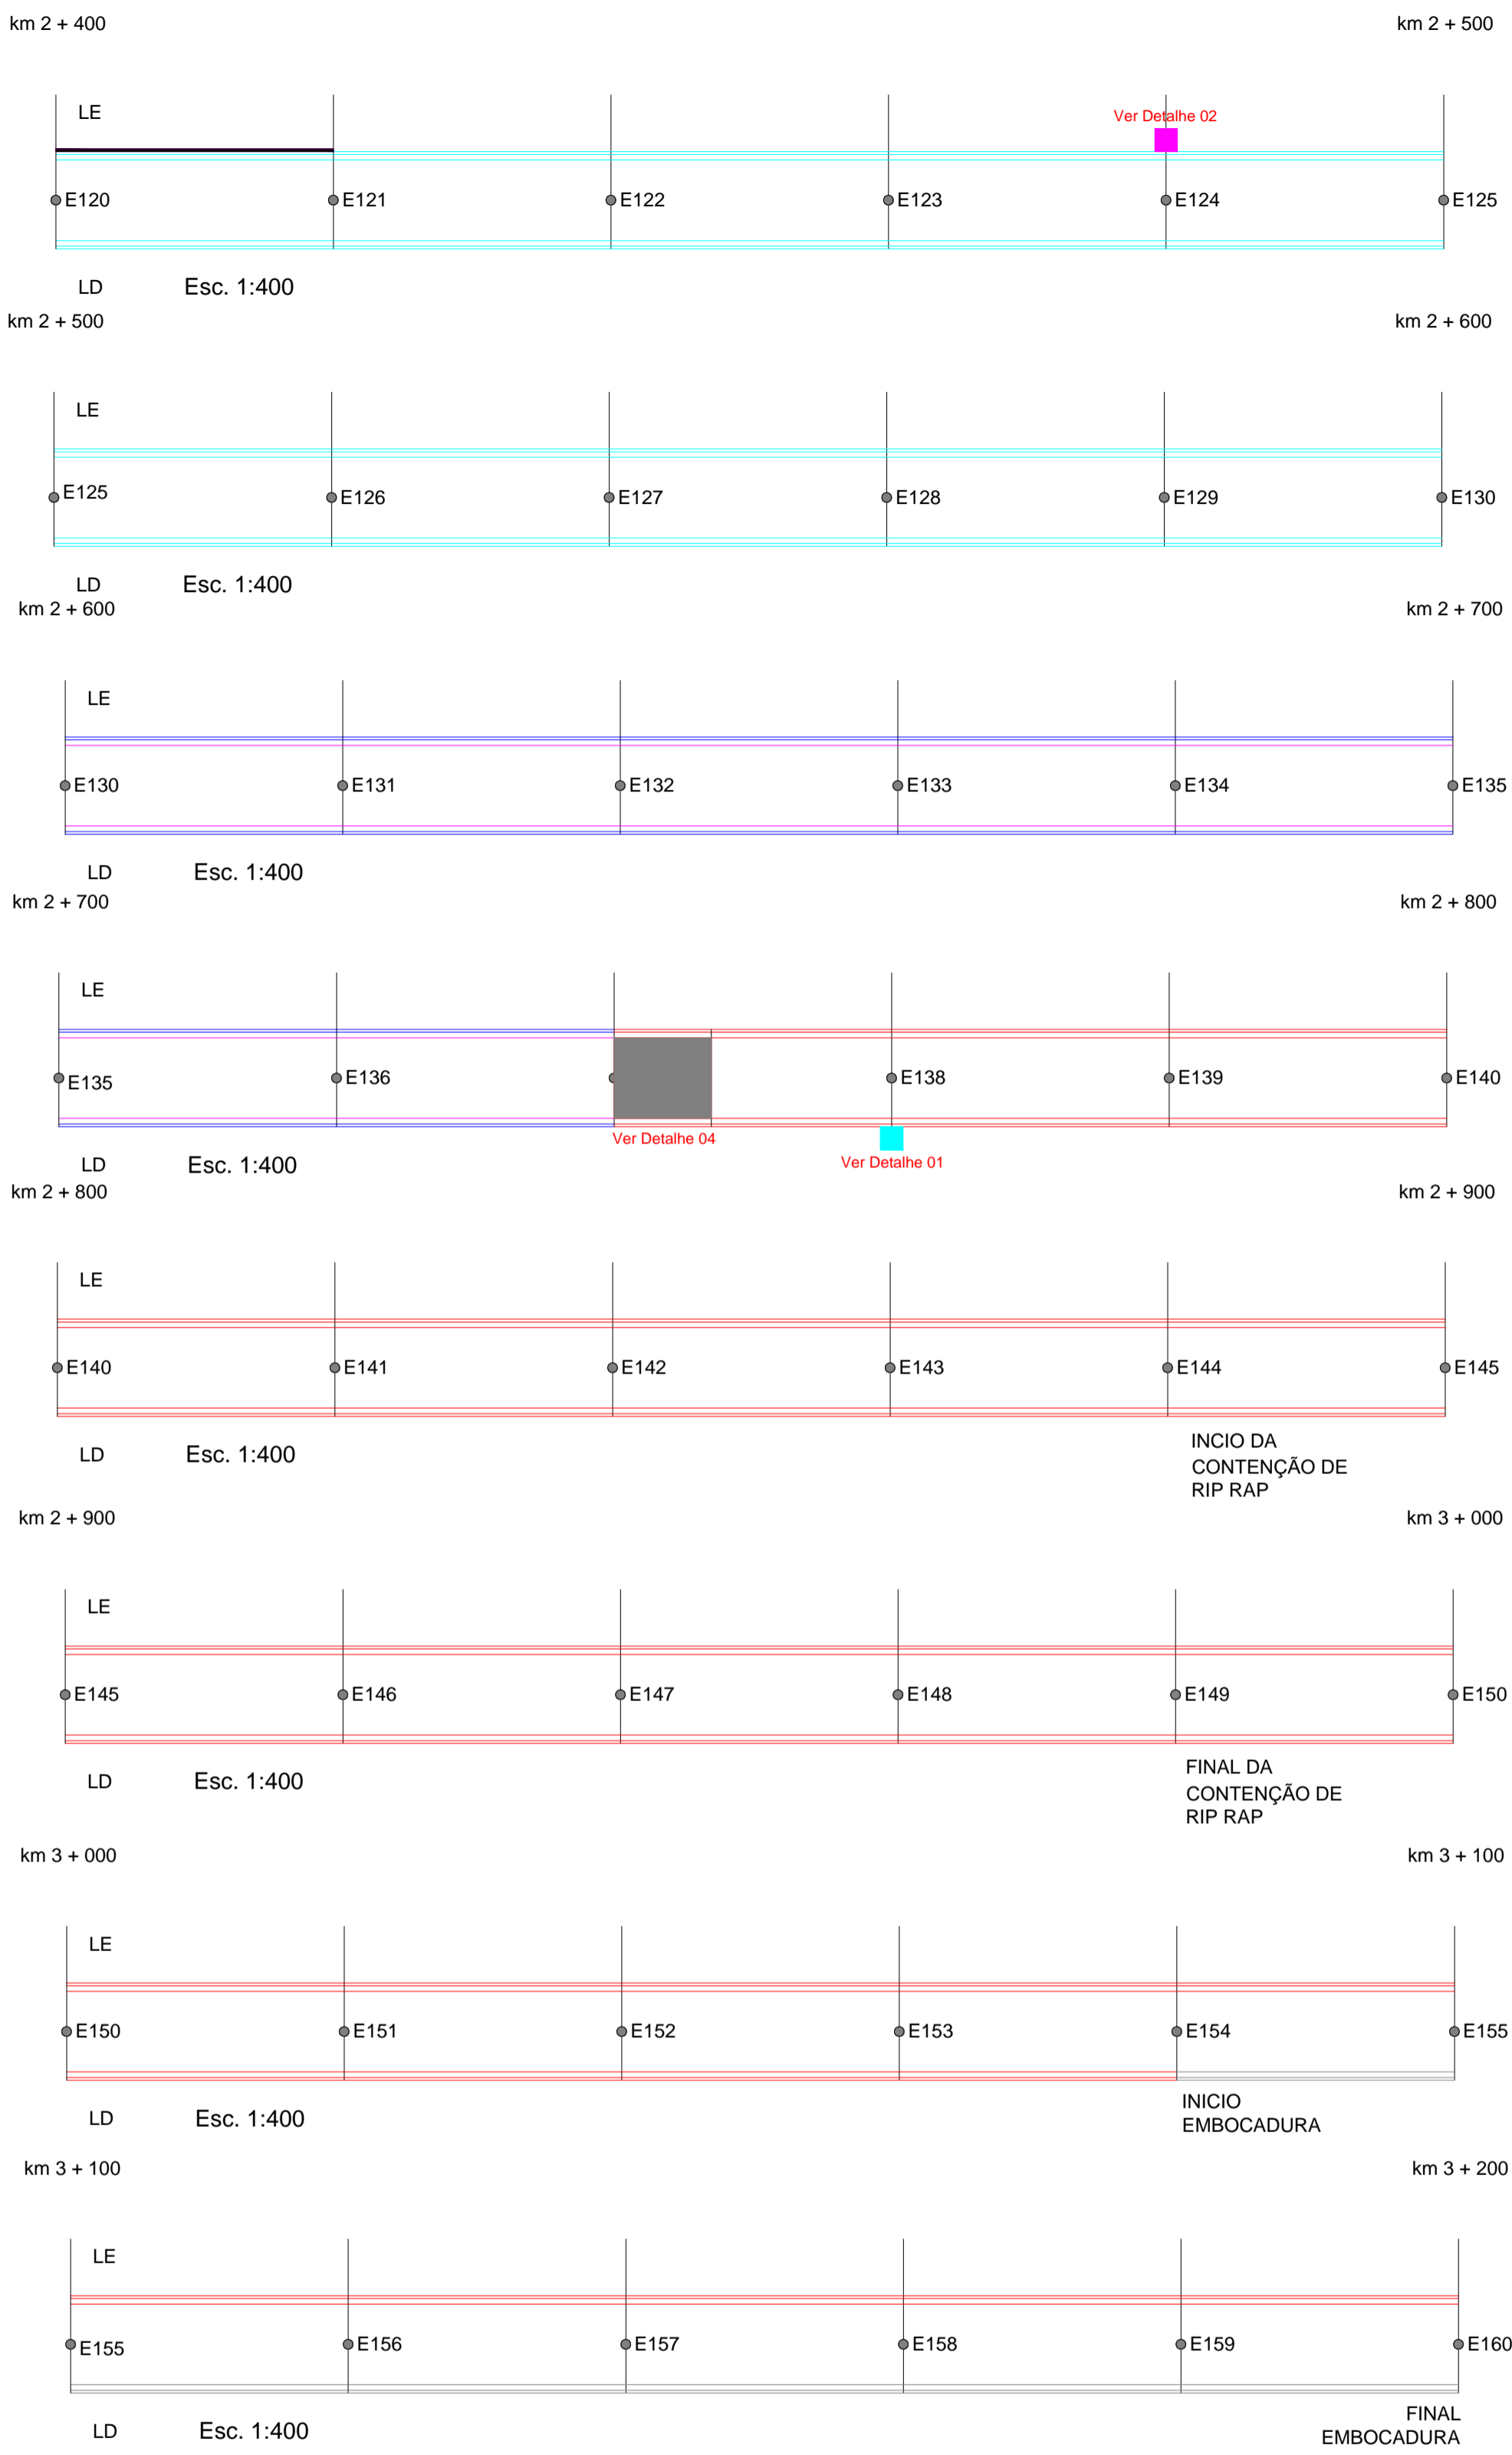 km 2 + 400 km 2 + 500
LE
Ver Detalhe 02
E120 E121 E122 E123 E124 E125
LD Esc. 1:400
km 2 + 500 km 2 + 600
LE
E125 E126 E127 E128 E129 E130
LD Esc. 1:400
km 2 + 600 km 2 + 700
LE
E130 E131 E132 E133 E134 E135
LD Esc. 1:400
km 2 + 700 km 2 + 800
LE
E135 E136 E138 E139 E140
Ver Detalhe 04
Ver Detalhe 01
LD Esc. 1:400
km 2 + 800 km 2 + 900
LE
E140 E141 E142 E143 E144 E145
LD Esc. 1:400
INCIO DA
CONTENÇÃO DE
RIP RAP
km 2 + 900 km 3 + 000
LE
E145 E146 E147 E148 E149 E150
LD Esc. 1:400
FINAL DA
CONTENÇÃO DE
RIP RAP
km 3 + 000 km 3 + 100
LE
E150 E151 E152 E153 E154 E155
LD Esc. 1:400
INICIO
EMBOCADURA
km 3 + 100 km 3 + 200
LE
E155 E156 E157 E158 E159 E160
LD Esc. 1:400
FINAL
EMBOCADURA